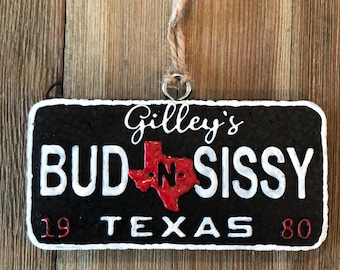 Gilley's
BUD -N- SISSY
19 TEXAS 80